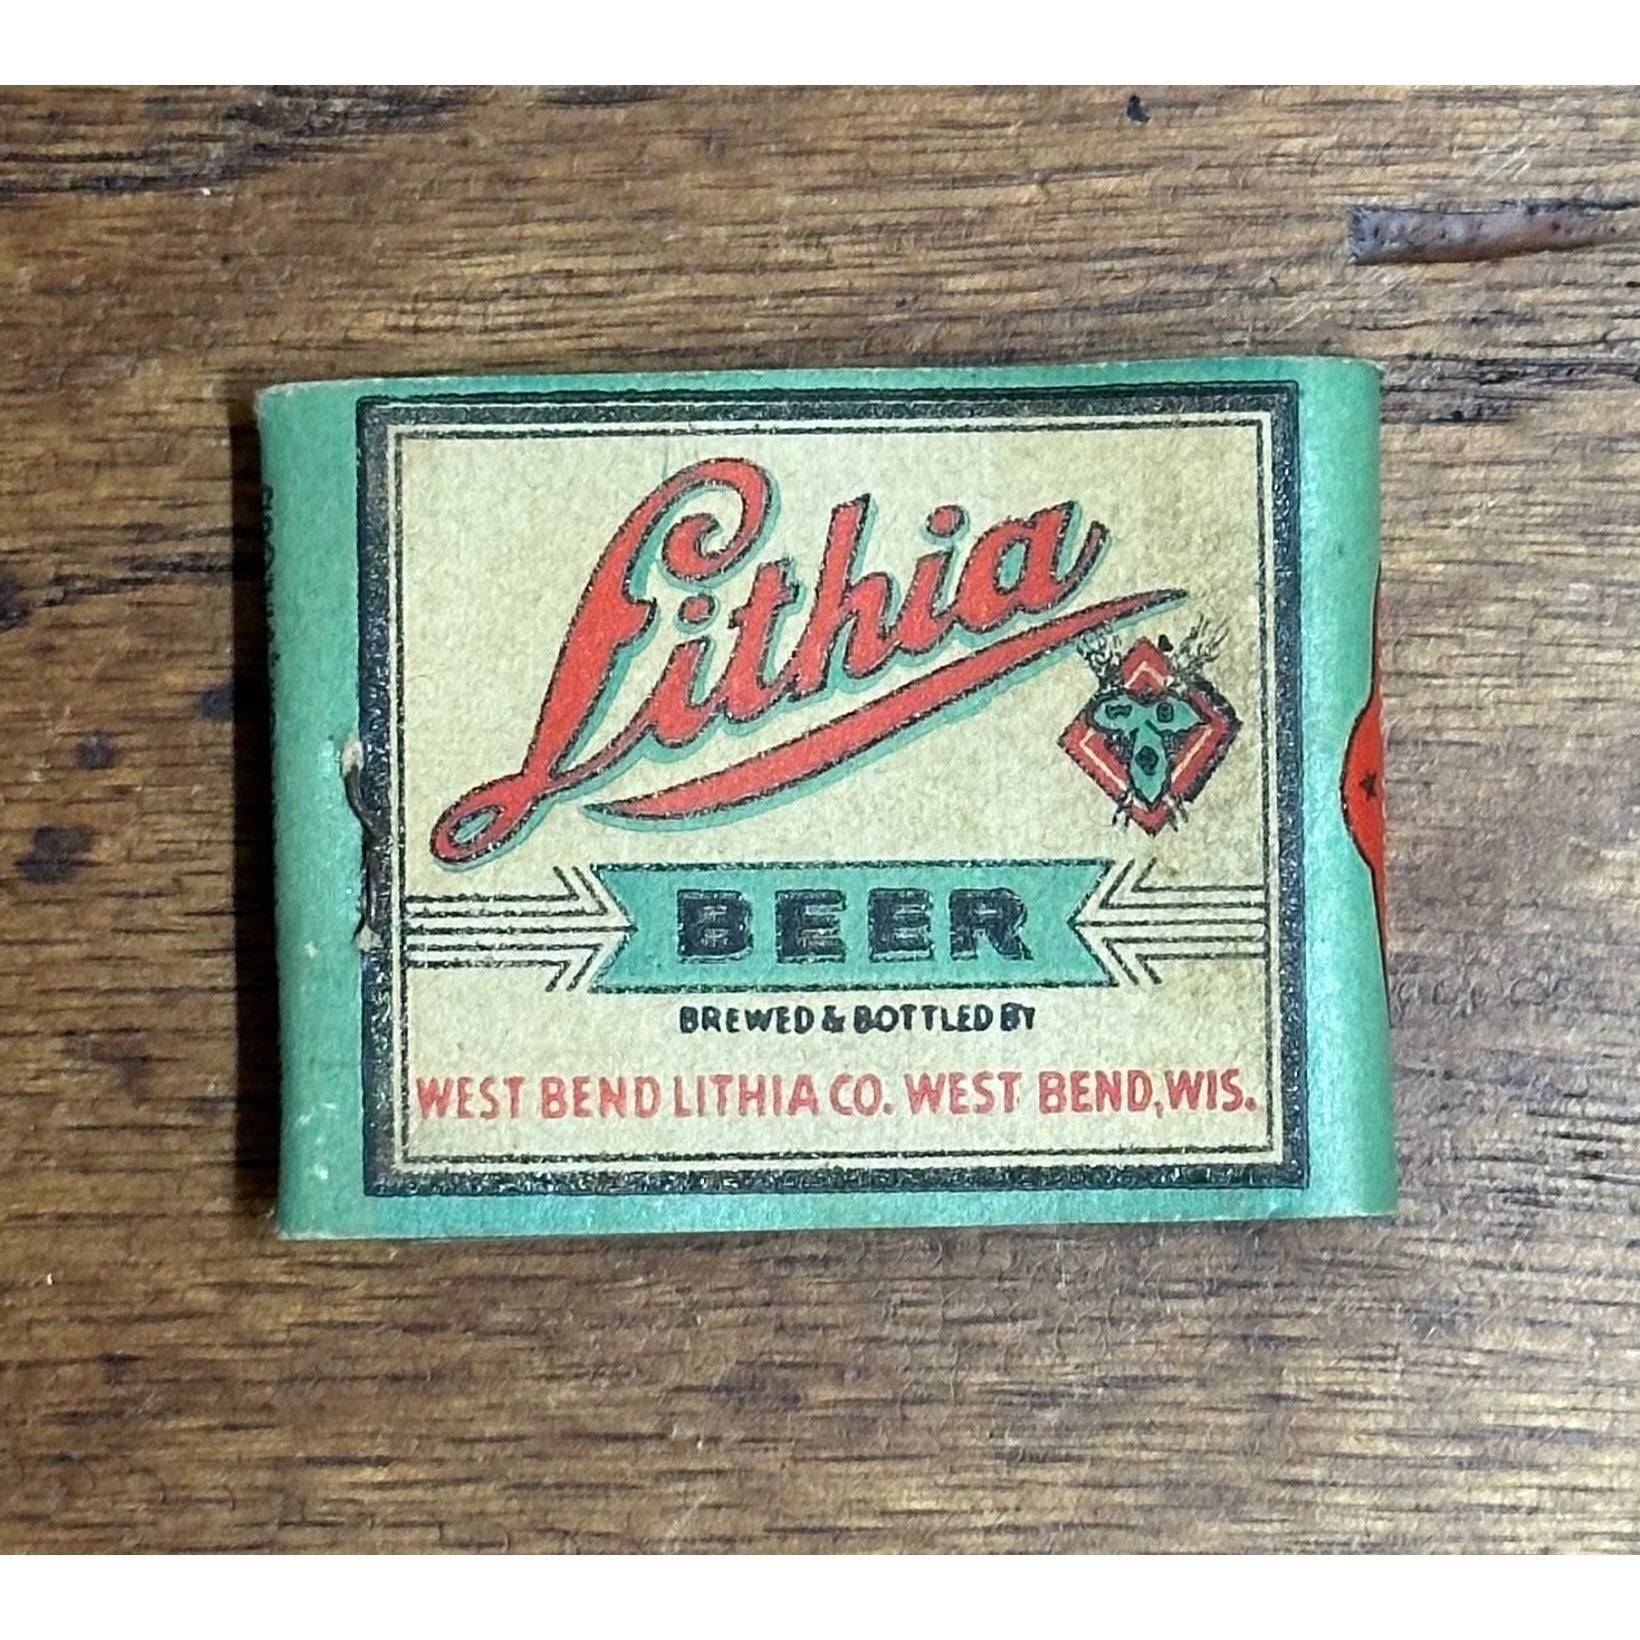 Lithia
BEER
BREWED & BOTTLED BY
WEST BEND LITHIA CO. WEST BEND, WIS.